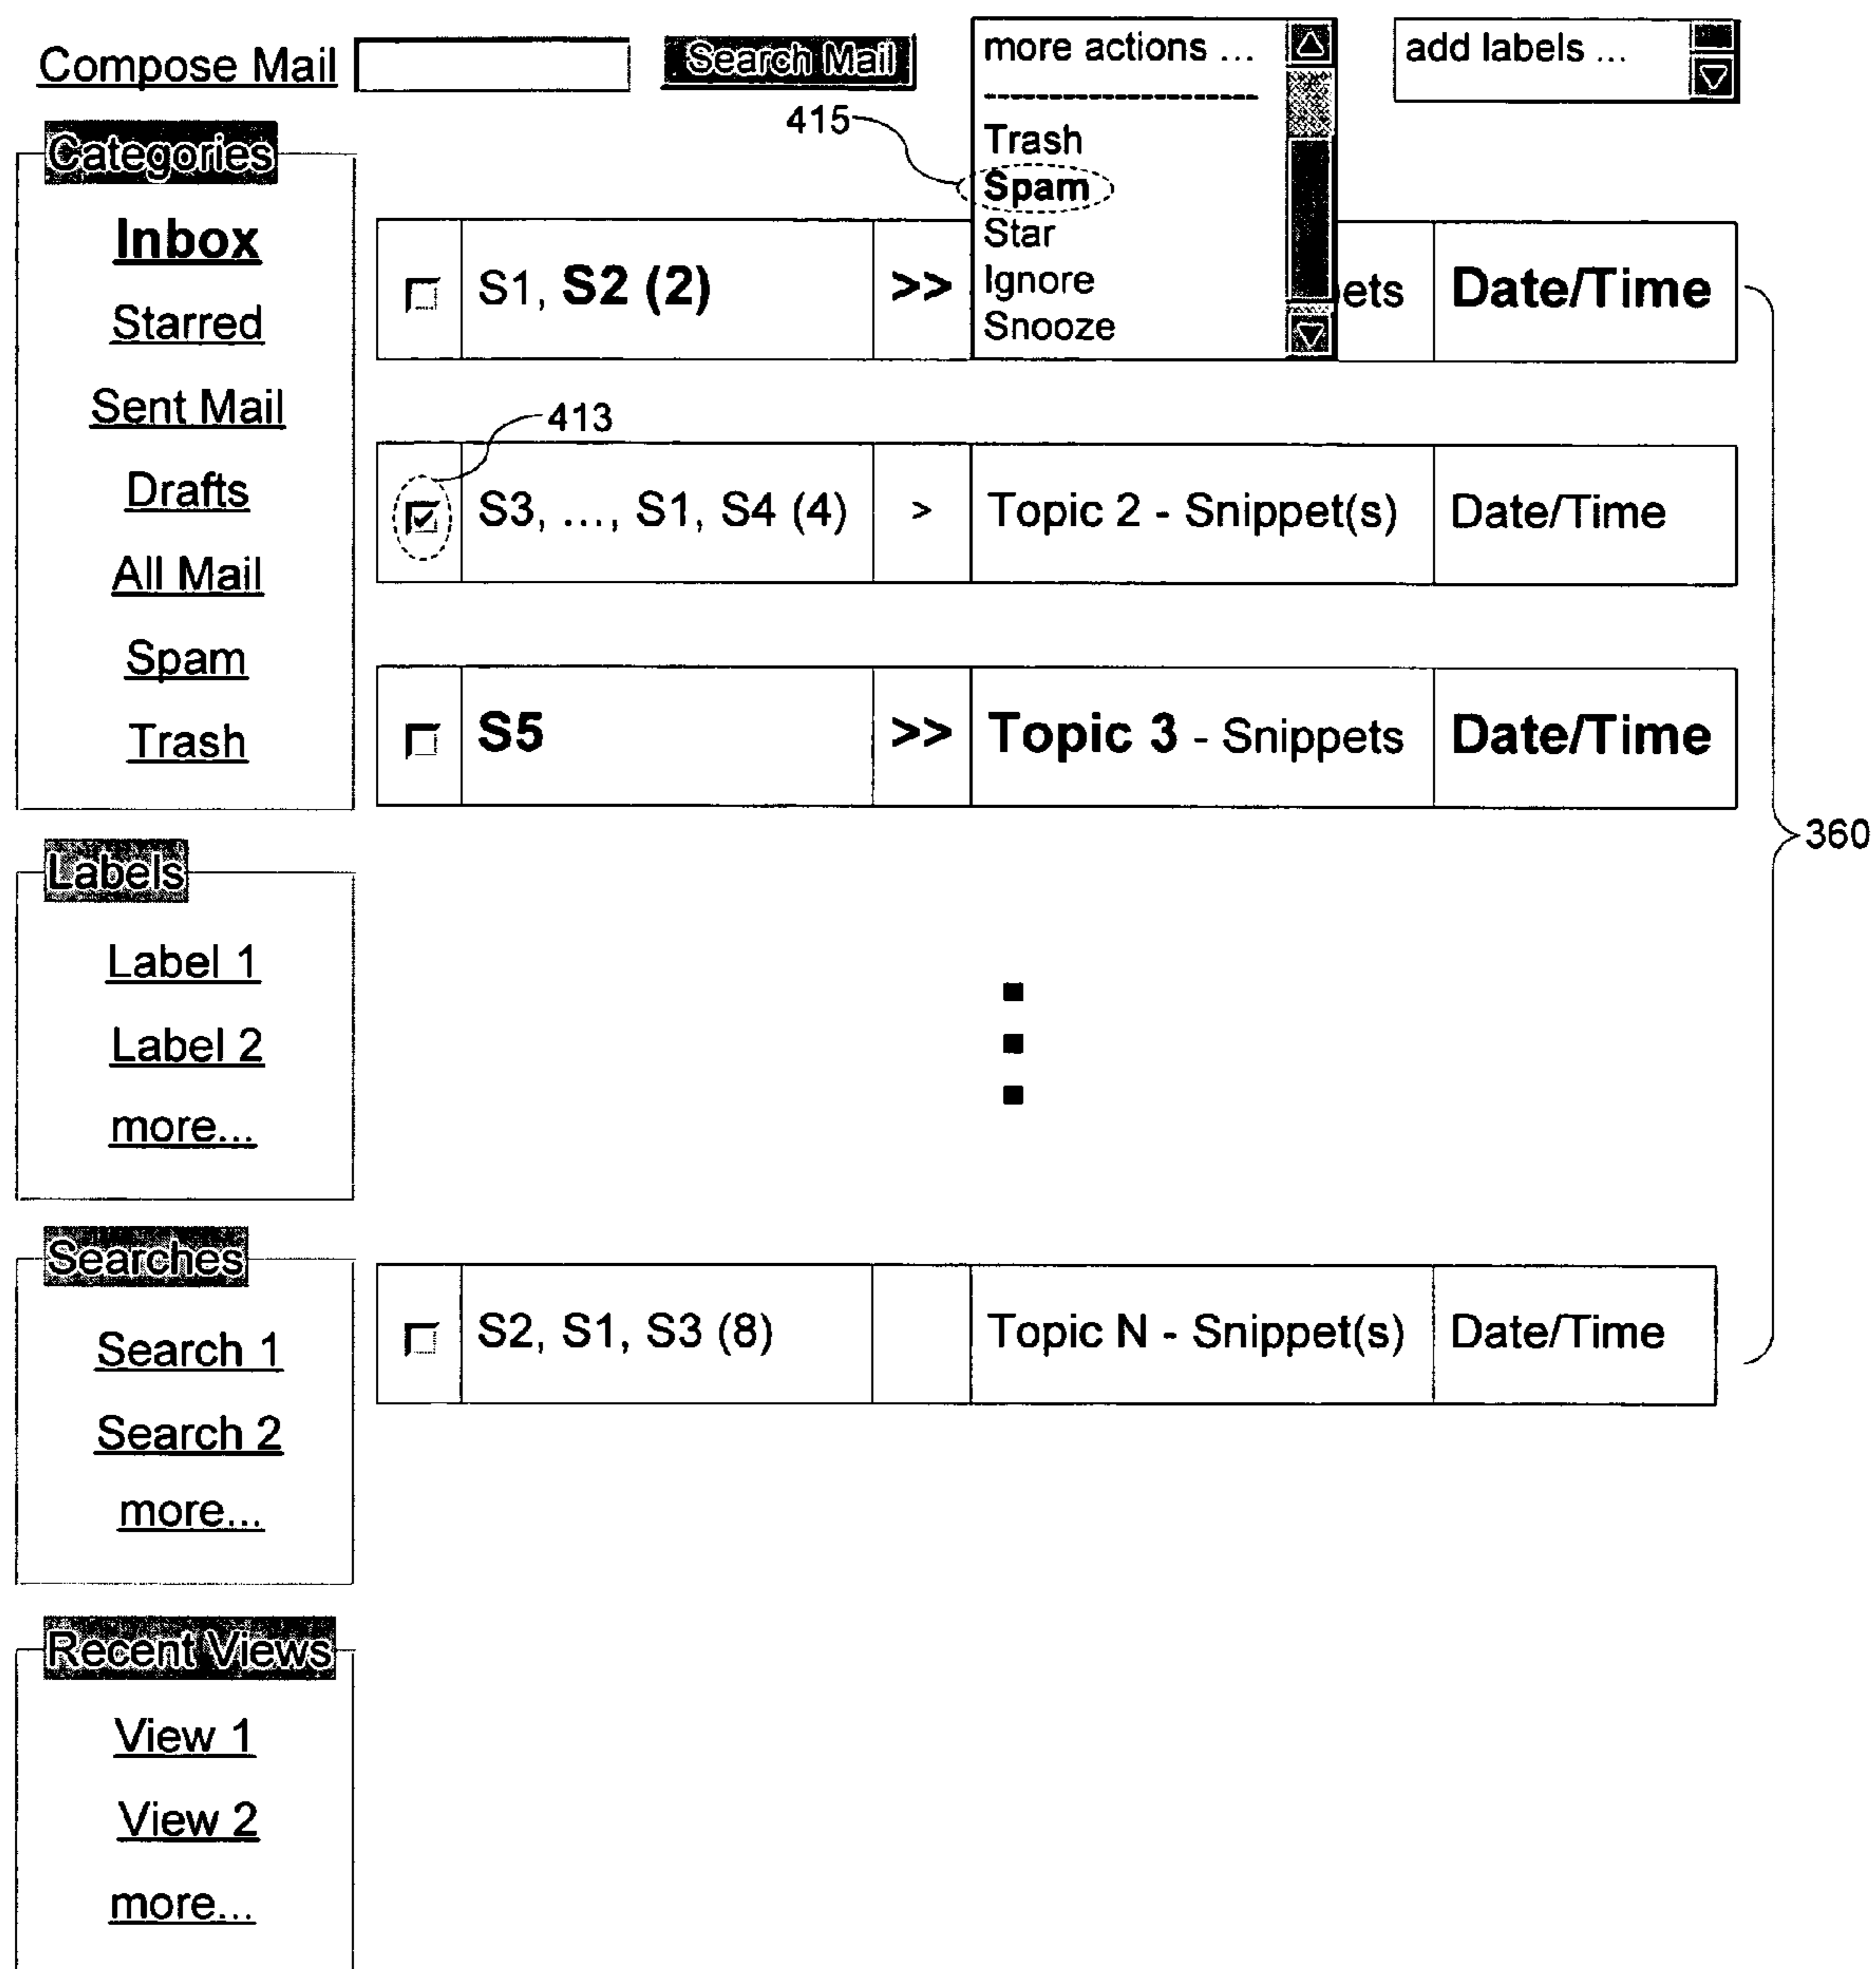 Compose Mail
Search Mail
more actions ...
add labels ...
415
Trash
Spam
Star
Ignore
Snooze
Categories
Inbox
Starred
Sent Mail
Drafts
All Mail
Spam
Trash
S1, S2 (2) >> ets Date/Time
413
S3, ..., S1, S4 (4) > Topic 2 - Snippet(s) Date/Time
S5 >> Topic 3 - Snippets Date/Time
360
Labels
Label 1
Label 2
more...
Searches
Search 1
Search 2
more...
S2, S1, S3 (8) Topic N - Snippet(s) Date/Time
Recent Views
View 1
View 2
more...